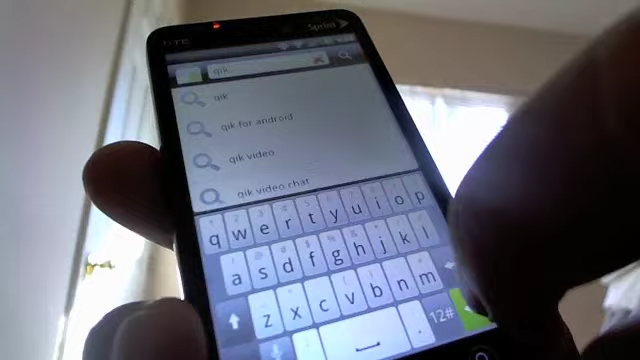 hTC Sprint
qik
qik
qik for android
qik video
qik video chat
q w e r t y u i o p
a s d f g h j k l
z x c v b n m
. 12#